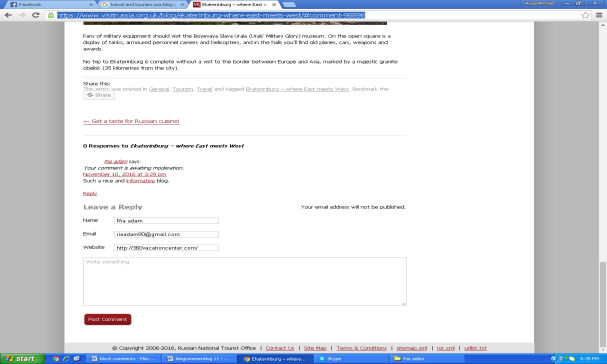 Facebook
travel and tourism usa blog:
Ekaterinburg – where East
https://www.visitrussia.org.uk/blog/ekaterinburg-where-east-meets-west/#comment-98896
Fans of military equipment should visit the Boyevaya Slava Urala (Urals' Military Glory) museum. On the open square is a
display of tanks, armoured personnel careers and helicopters, and in the halls you'll find old planes, cars, weapons and
awards.
No trip to Ekaterinburg is complete without a visit to the border between Europe and Asia, marked by a majestic granite
obelisk (35 kilometres from the city).
Share this:
This entry was posted in General, Tourism, Travel and tagged Ekaterinburg – where East meets West. Bookmark the
Share
← Get a taste for Russian cuisine!
0 Responses to Ekaterinburg – where East meets West
ria adam says:
Your comment is awaiting moderation.
November 10, 2016 at 3:29 pm
Such a nice and informative blog.
Reply
Leave a Reply
Your email address will not be published.
Name Ria adam
Email riaadam90@gmail.com
Website http://360vacationcenter.com/
Write something...
Post Comment
© Copyright 2006-2016, Russian National Tourist Office | Contact Us | Site Map | Terms & Conditions | sitemap.xml | ror.xml | urllist.txt
start
block comments - Mic...
blogcommenting 11 - ...
Ekaterinburg – where...
Skype
Ria adam